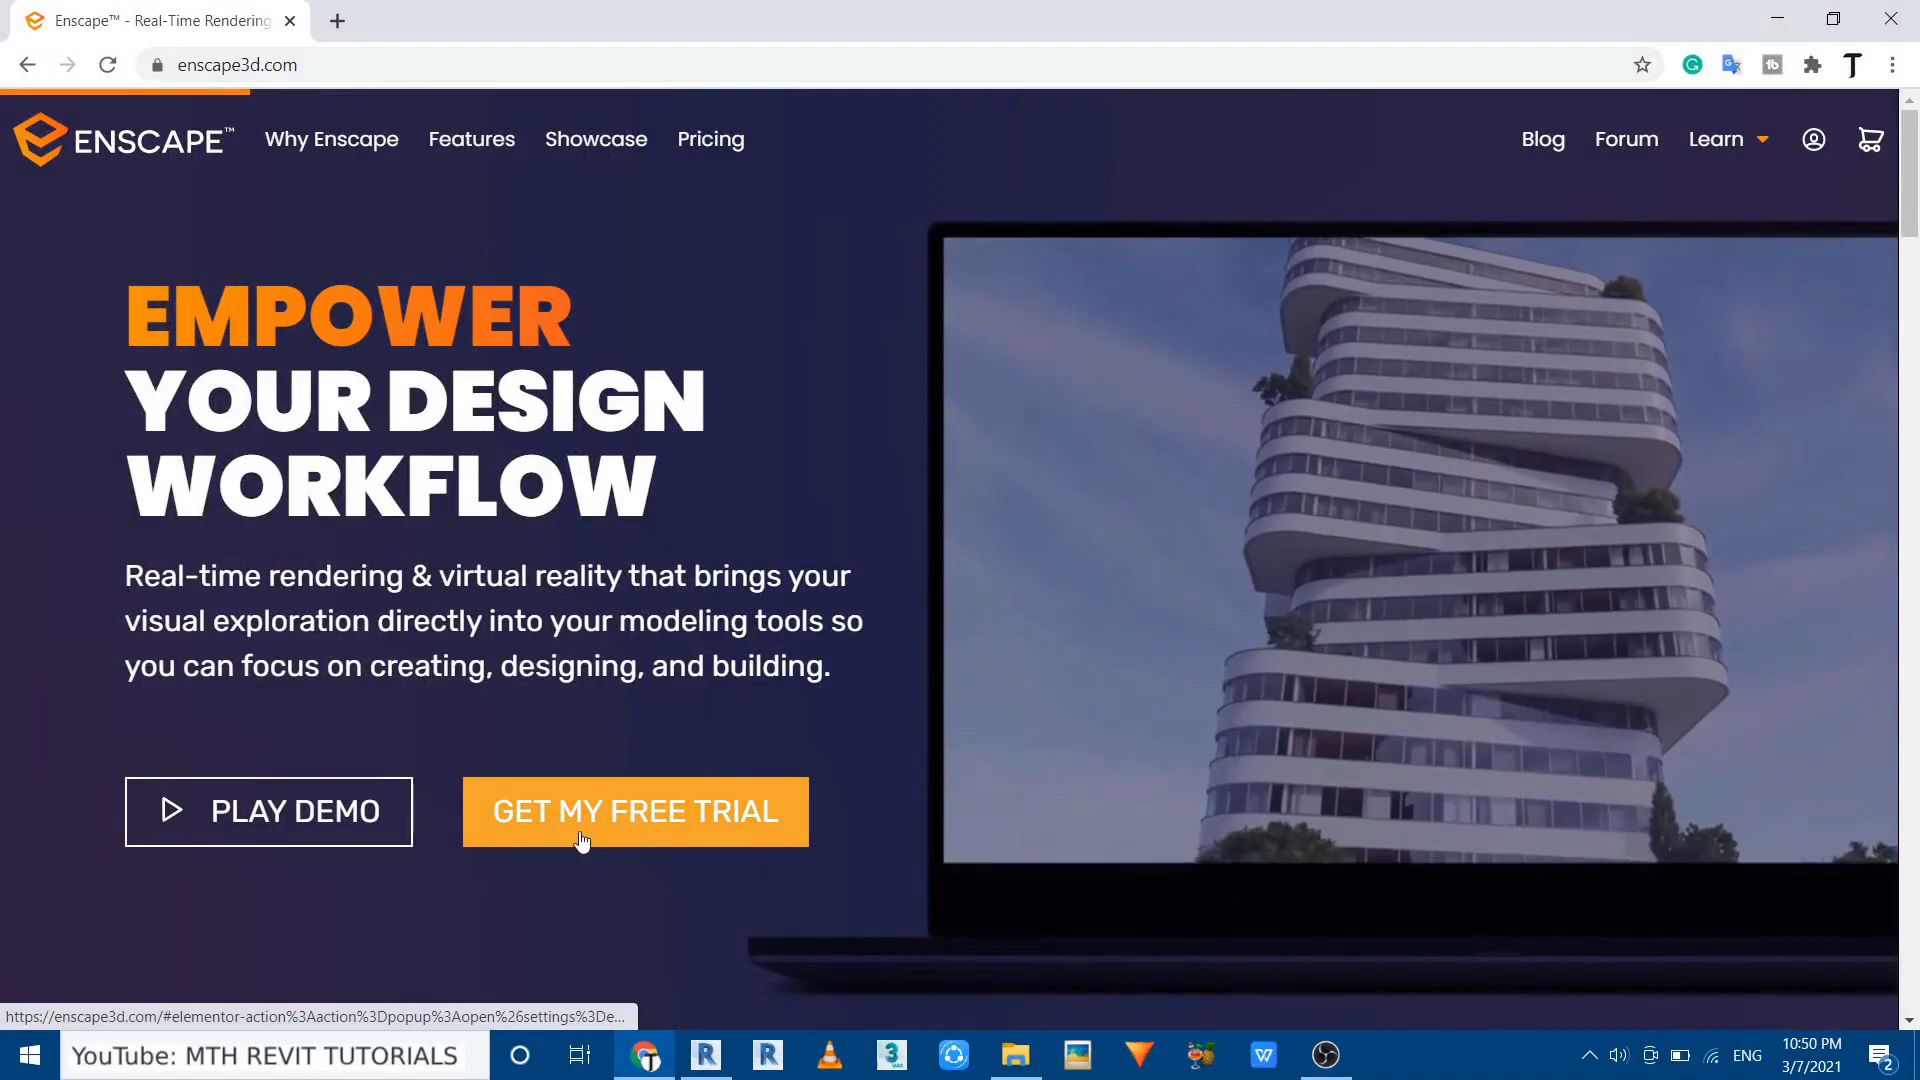 Enscape™ - Real-Time Rendering
enscape3d.com
ENSCAPE™
Why Enscape
Features
Showcase
Pricing
Blog
Forum
Learn
EMPOWER
YOUR DESIGN
WORKFLOW
Real-time rendering & virtual reality that brings your
visual exploration directly into your modeling tools so
you can focus on creating, designing, and building.
PLAY DEMO
GET MY FREE TRIAL
https://enscape3d.com/#elementor-action%3Aaction%3Dpopup%3Aopen%26settings%3De...
YouTube: MTH REVIT TUTORIALS
ENG
10:50 PM
3/7/2021
2